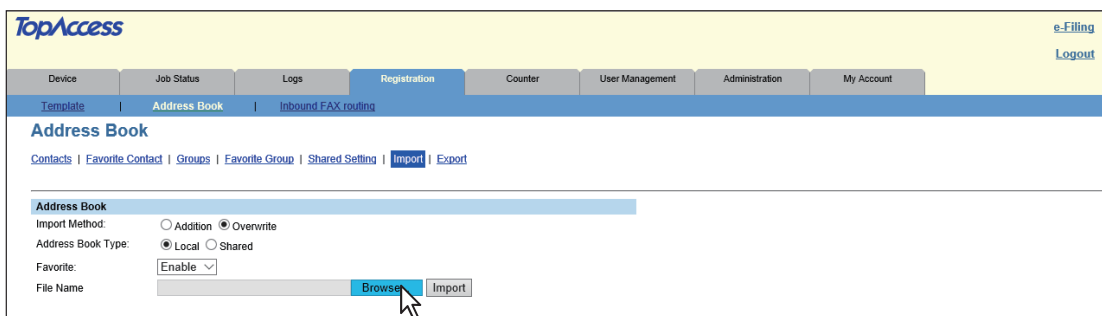 TopAccess
e-Filing
Logout
Device Job Status Logs Registration Counter User Management Administration My Account
Template | Address Book | Inbound FAX routing
Address Book
Contacts | Favorite Contact | Groups | Favorite Group | Shared Setting | Import | Export
Address Book
Import Method: Addition Overwrite
Address Book Type: Local Shared
Favorite: Enable
File Name Browse... Import